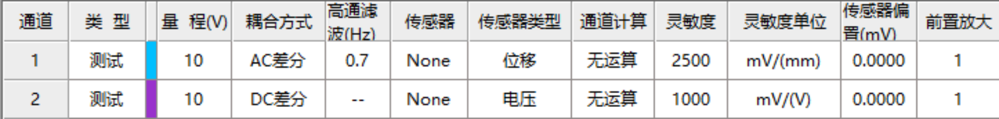 通道 类 型 量 程(V) 耦合方式 高通滤波(Hz) 传感器 传感器类型 通道计算 灵敏度 灵敏度单位 传感器偏置(mV) 前置放大
1 测试 10 AC差分 0.7 None 位移 无运算 2500 mV/(mm) 0.0000 1
2 测试 10 DC差分 -- None 电压 无运算 1000 mV/(V) 0.0000 1